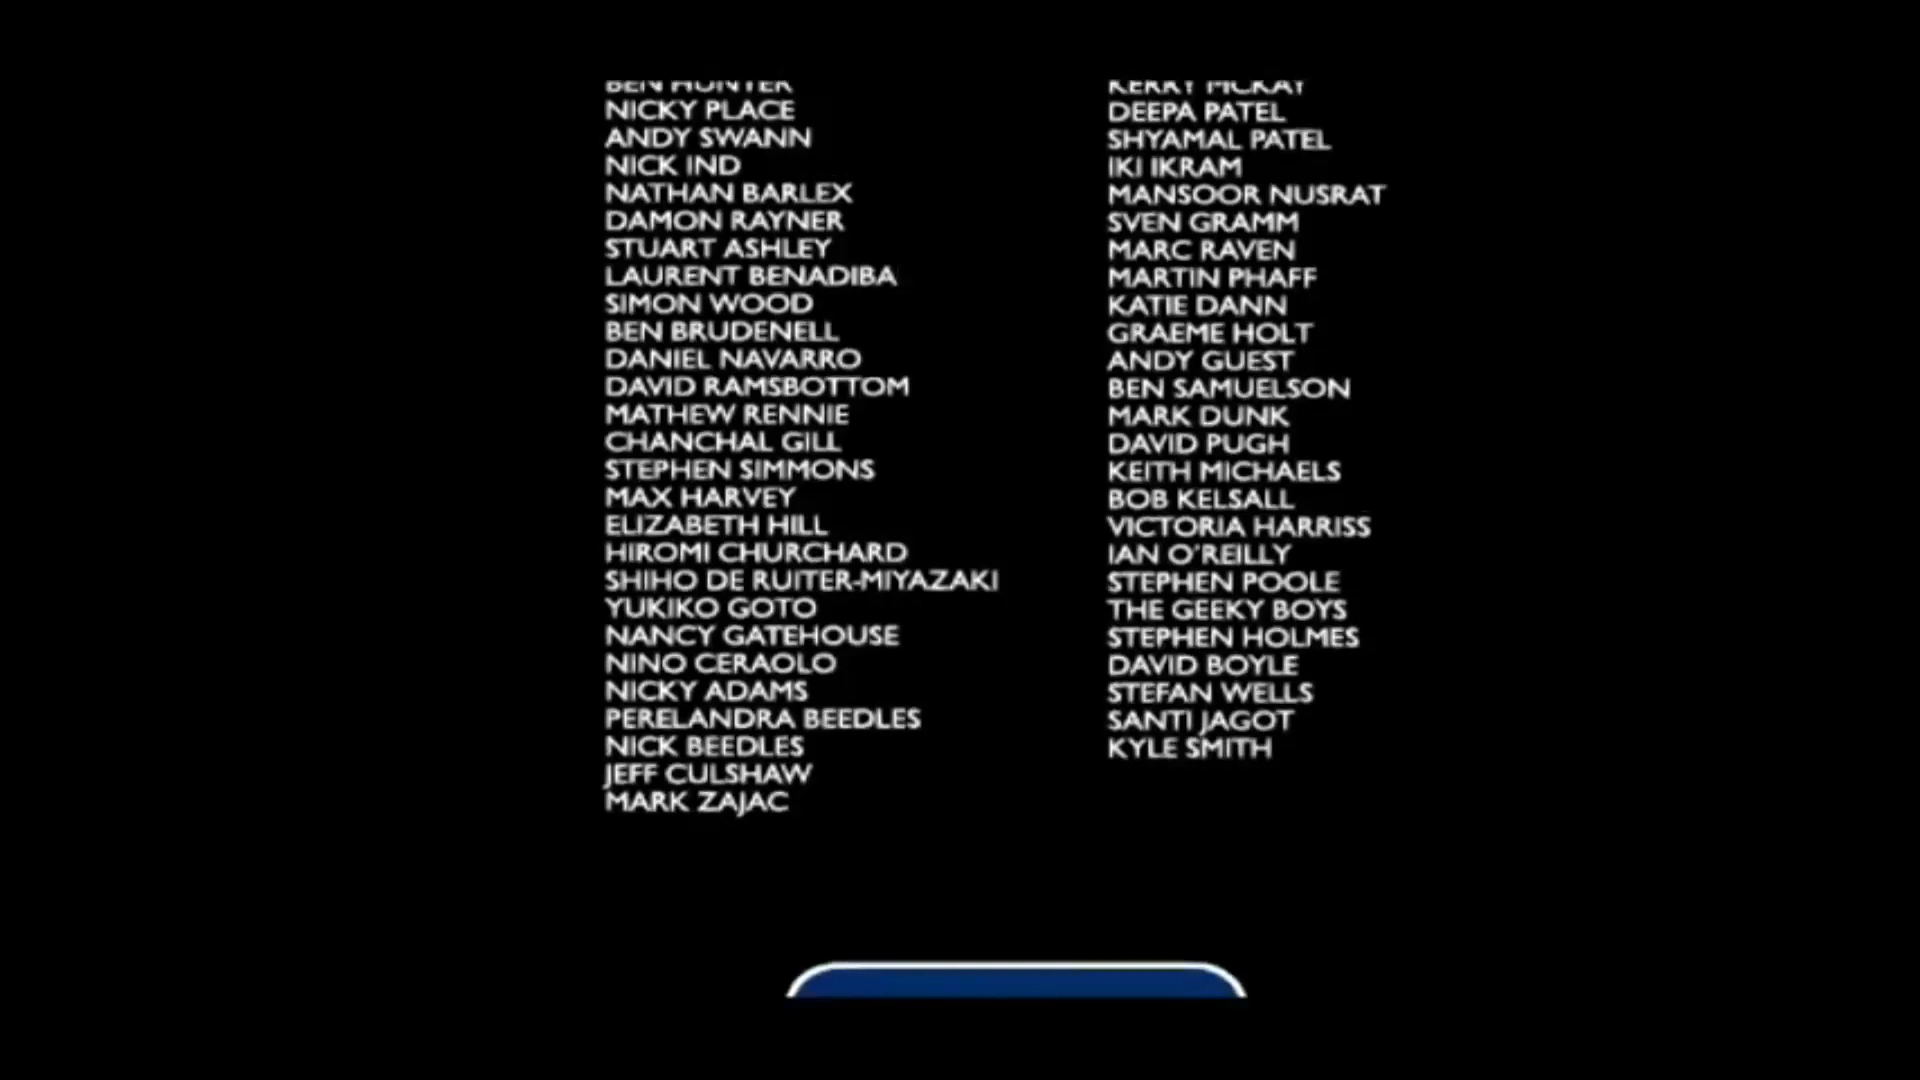 BEN HUNTER
NICKY PLACE
ANDY SWANN
NICK IND
NATHAN BARLEX
DAMON RAYNER
STUART ASHLEY
LAURENT BENADIBA
SIMON WOOD
BEN BRUDENELL
DANIEL NAVARRO
DAVID RAMSBOTTOM
MATHEW RENNIE
CHANCHAL GILL
STEPHEN SIMMONS
MAX HARVEY
ELIZABETH HILL
HIROMI CHURCHARD
SHIHO DE RUITER-MIYAZAKI
YUKIKO GOTO
NANCY GATEHOUSE
NINO CERAOLO
NICKY ADAMS
PERELANDRA BEEDLES
NICK BEEDLES
JEFF CULSHAW
MARK ZAJAC
KERRY MCKAY
DEEPA PATEL
SHYAMAL PATEL
IKI IKRAM
MANSOOR NUSRAT
SVEN GRAMM
MARC RAVEN
MARTIN PHAFF
KATIE DANN
GRAEME HOLT
ANDY GUEST
BEN SAMUELSON
MARK DUNK
DAVID PUGH
KEITH MICHAELS
BOB KELSALL
VICTORIA HARRISS
IAN O'REILLY
STEPHEN POOLE
THE GEEKY BOYS
STEPHEN HOLMES
DAVID BOYLE
STEFAN WELLS
SANTI JAGOT
KYLE SMITH